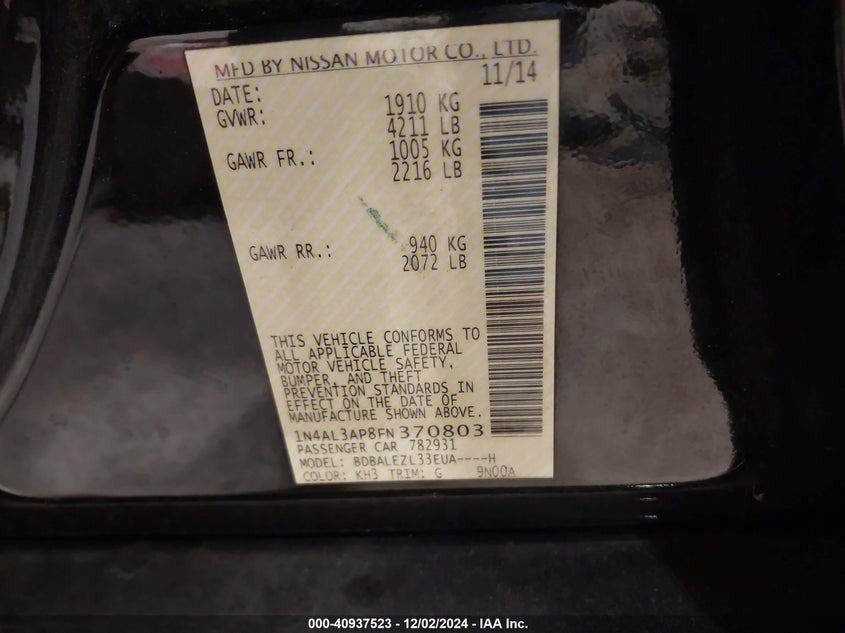 MFD BY NISSAN MOTOR CO., LTD.
DATE: 11/14
GVWR: 1910 KG
4211 LB
GAWR FR.: 1005 KG
2216 LB
GAWR RR.: 940 KG
2072 LB
THIS VEHICLE CONFORMS TO
ALL APPLICABLE FEDERAL
MOTOR VEHICLE SAFETY,
BUMPER, AND THEFT
PREVENTION STANDARDS IN
EFFECT ON THE DATE OF
MANUFACTURE SHOWN ABOVE.
1N4AL3AP8FN370803
PASSENGER CAR 782931
MODEL: BDBALEZL33EUA----H
COLOR: KH3 TRIM: G 9N00A
000-40937523 - 12/02/2024 - IAA Inc.